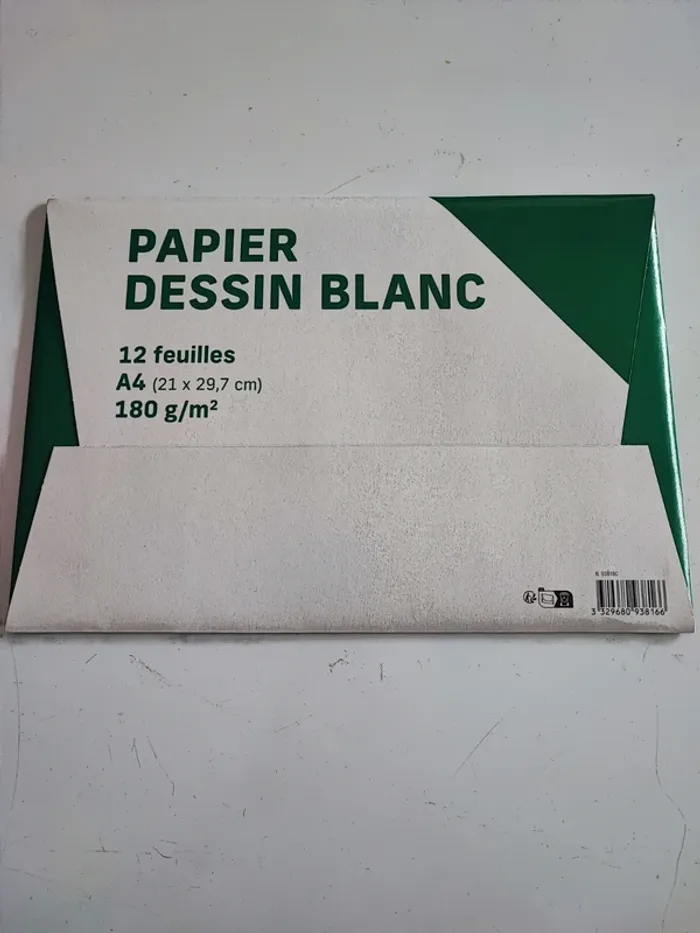 PAPIER
DESSIN BLANC
12 feuilles
A4 (21 x 29,7 cm)
180 g/m²
3 329680 938166